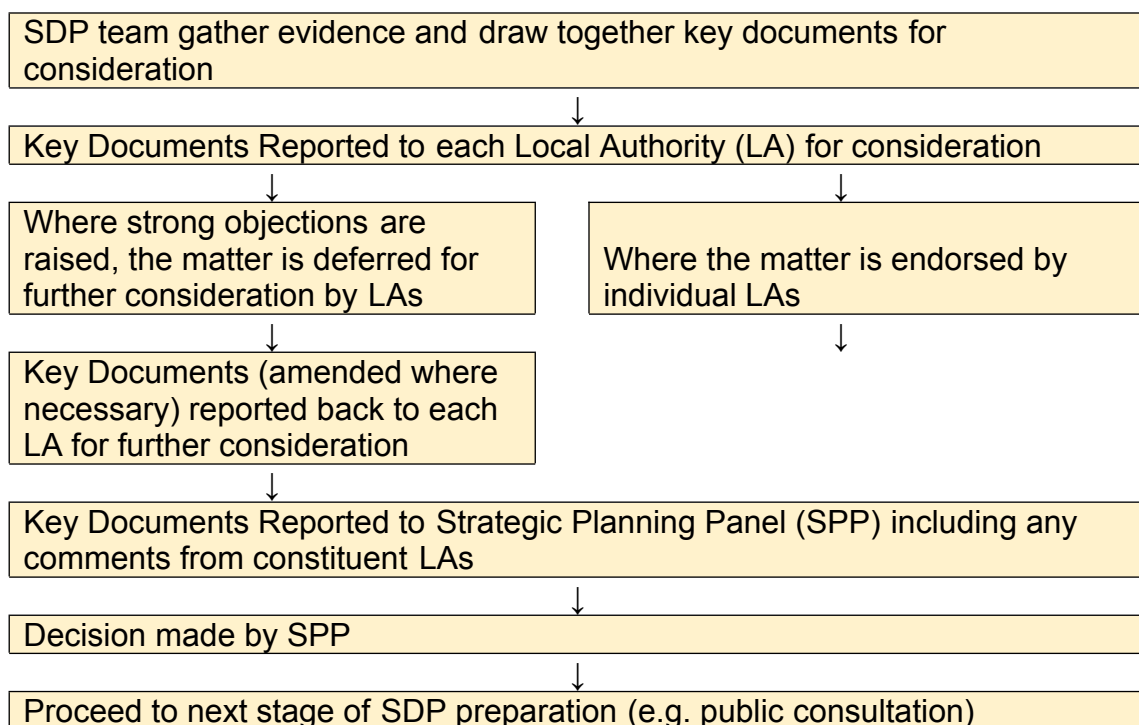 SDP team gather evidence and draw together key documents for
consideration
↓
Key Documents Reported to each Local Authority (LA) for consideration
↓ ↓
Where strong objections are
raised, the matter is deferred for
further consideration by LAs
Where the matter is endorsed by
individual LAs
↓ ↓
Key Documents (amended where
necessary) reported back to each
LA for further consideration
↓
Key Documents Reported to Strategic Planning Panel (SPP) including any
comments from constituent LAs
↓
Decision made by SPP
↓
Proceed to next stage of SDP preparation (e.g. public consultation)